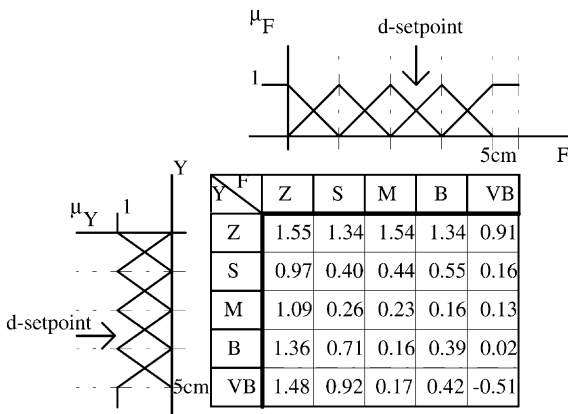 μF
d-setpoint
1
5cm F
Y
1
μY
d-setpoint
5cm
Y F Z S M B VB
Z 1.55 1.34 1.54 1.34 0.91
S 0.97 0.40 0.44 0.55 0.16
M 1.09 0.26 0.23 0.16 0.13
B 1.36 0.71 0.16 0.39 0.02
VB 1.48 0.92 0.17 0.42 -0.51